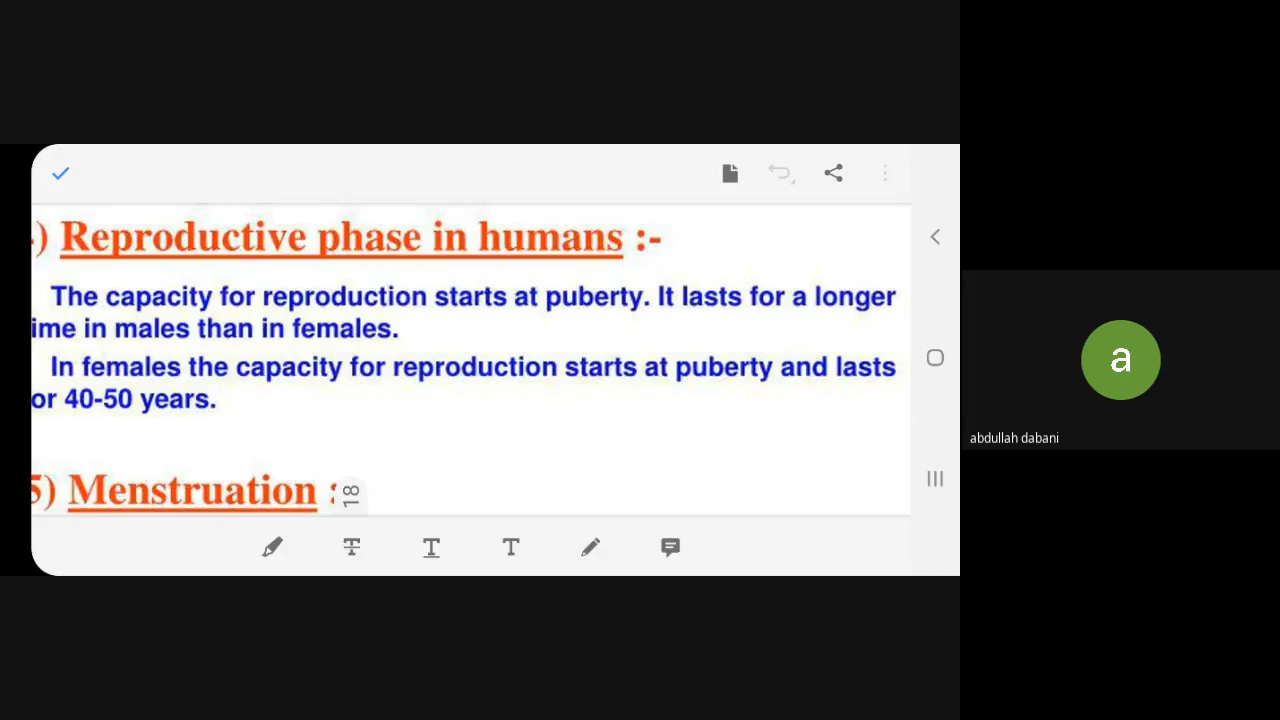 ) Reproductive phase in humans :-
The capacity for reproduction starts at puberty. It lasts for a longer
ime in males than in females.
In females the capacity for reproduction starts at puberty and lasts
or 40-50 years.
5) Menstruation :
18
a
abdullah dabani